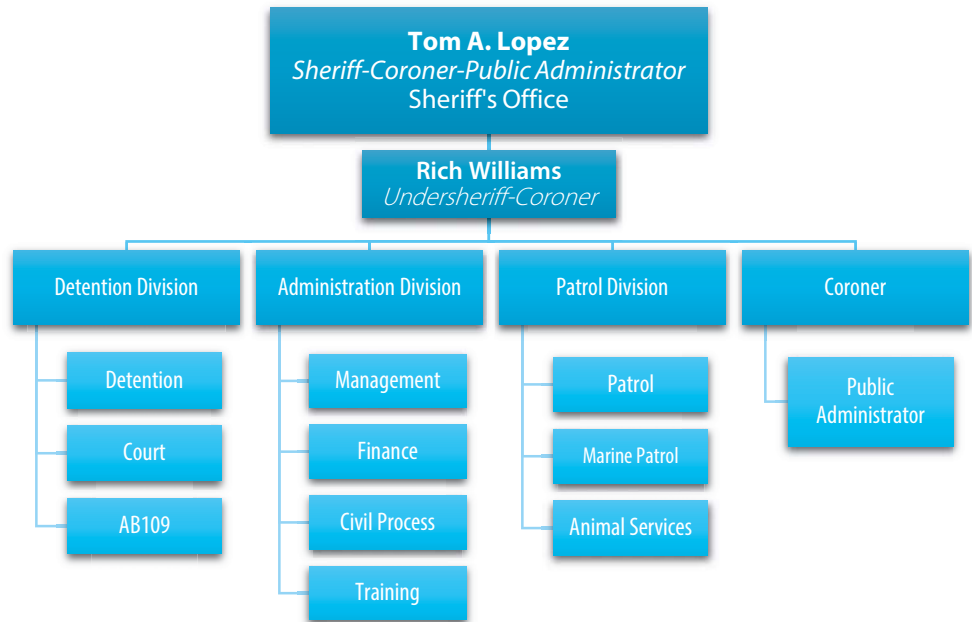 Tom A. Lopez
Sheriff-Coroner-Public Administrator
Sheriff's Office
Rich Williams
Undersheriff-Coroner
Detention Division
Administration Division
Patrol Division
Coroner
Detention
Court
AB109
Management
Finance
Civil Process
Training
Patrol
Marine Patrol
Animal Services
Public
Administrator